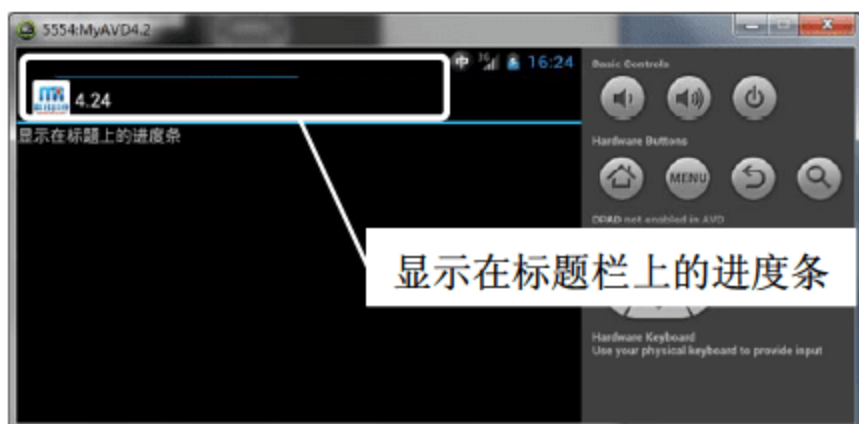 5554:MyAVD4.2
中 3G 16:24
4.24
显示在标题上的进度条
显示在标题栏上的进度条
Basic Controls
Hardware Buttons
MENU
DPAD not enabled in AVD
Hardware Keyboard
Use your physical keyboard to provide input